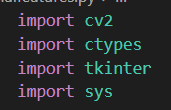 import cv2
import ctypes
import tkinter
import sys